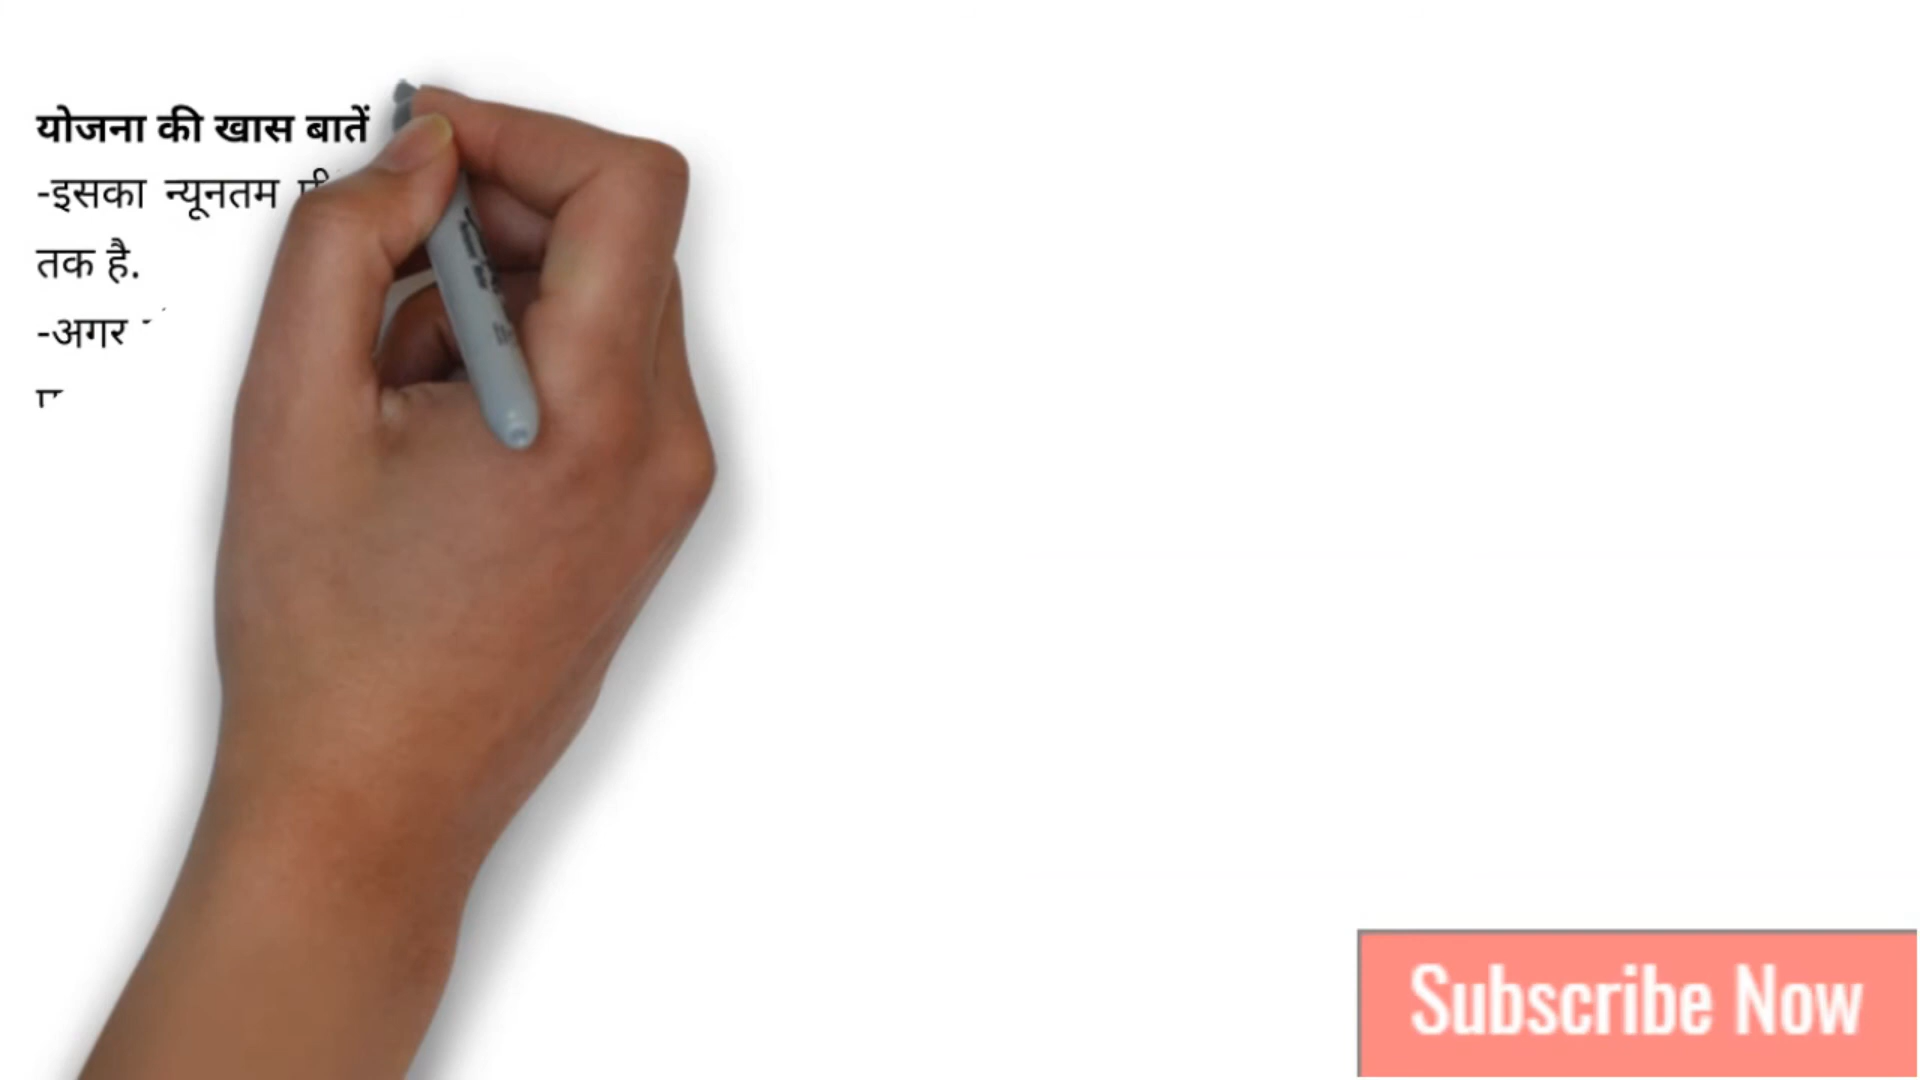 योजना की खास बातें
-इसका न्यूनतम
तक है.
-अगर
Subscribe Now